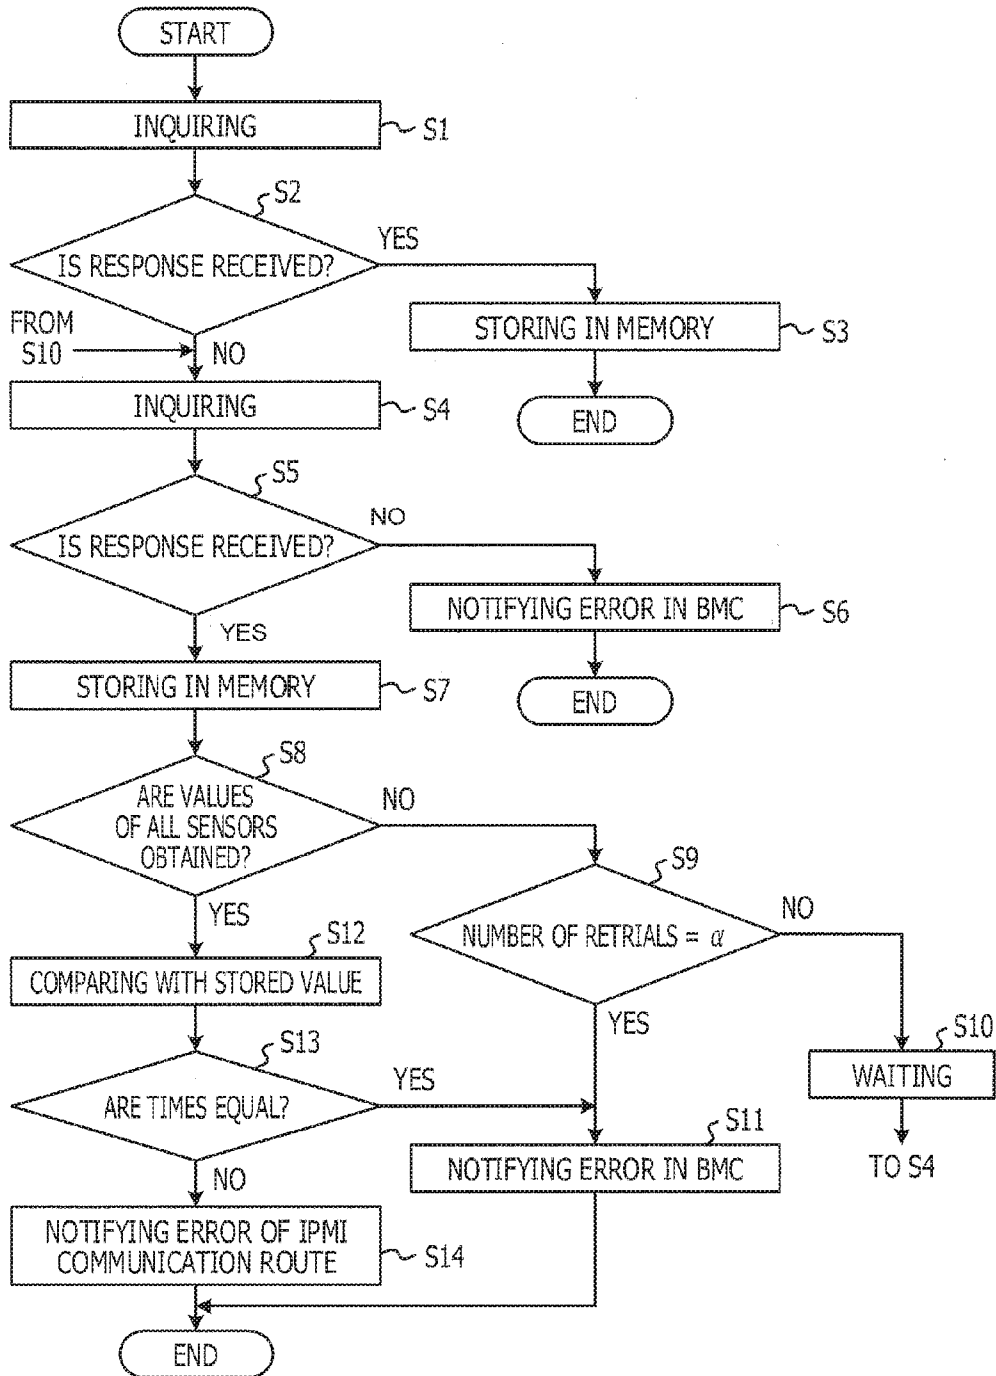 START
INQUIRING
S1
S2
IS RESPONSE RECEIVED?
YES
STORING IN MEMORY
S3
END
FROM
S10
NO
INQUIRING
S4
S5
IS RESPONSE RECEIVED?
NO
NOTIFYING ERROR IN BMC
S6
END
YES
STORING IN MEMORY
S7
S8
ARE VALUES
OF ALL SENSORS
OBTAINED?
NO
S9
NUMBER OF RETRIALS = α
NO
S10
WAITING
TO S4
YES
YES
S12
COMPARING WITH STORED VALUE
S13
ARE TIMES EQUAL?
YES
S11
NOTIFYING ERROR IN BMC
NO
NOTIFYING ERROR OF IPMI
COMMUNICATION ROUTE
S14
END